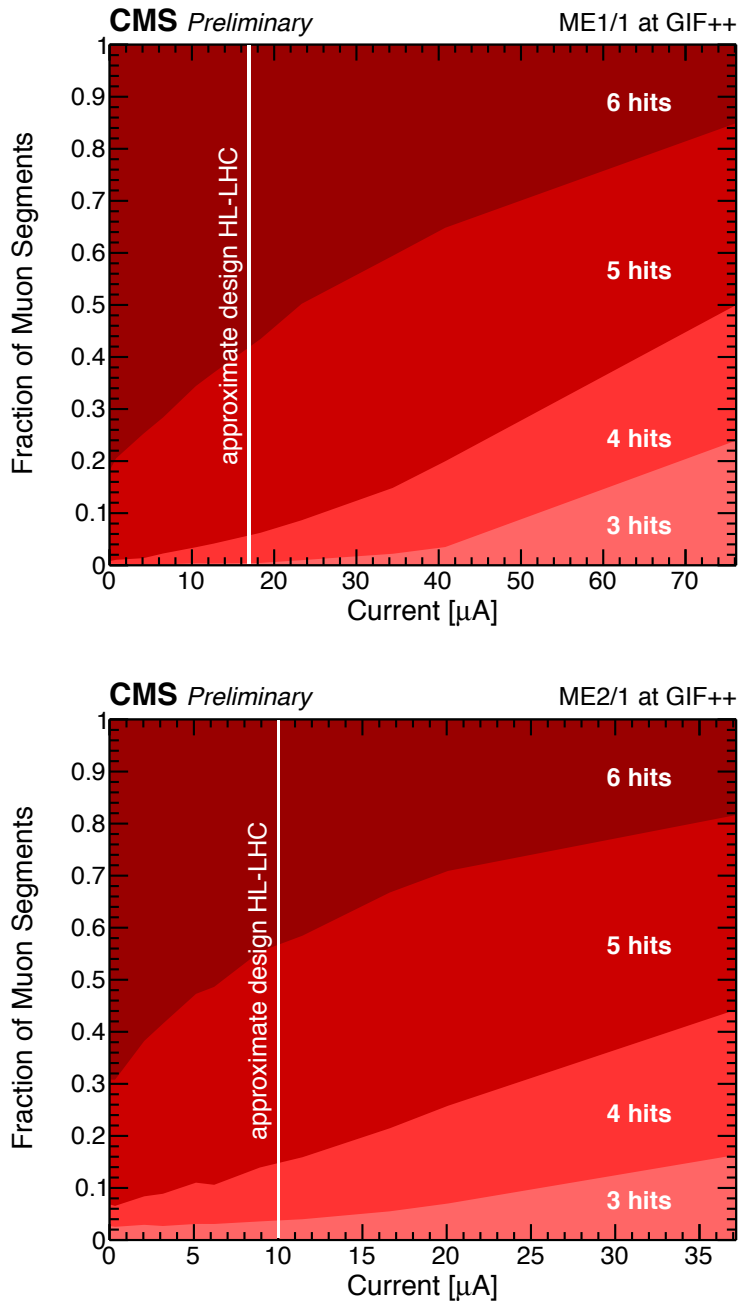 CMS Preliminary ME1/1 at GIF++
1
0.9
0.8
0.7
0.6
0.5
0.4
0.3
0.2
0.1
0
Fraction of Muon Segments
approximate design HL-LHC
6 hits
5 hits
4 hits
3 hits
0 10 20 30 40 50 60 70
Current [μA]
CMS Preliminary ME2/1 at GIF++
1
0.9
0.8
0.7
0.6
0.5
0.4
0.3
0.2
0.1
0
Fraction of Muon Segments
approximate design HL-LHC
6 hits
5 hits
4 hits
3 hits
0 5 10 15 20 25 30 35
Current [μA]